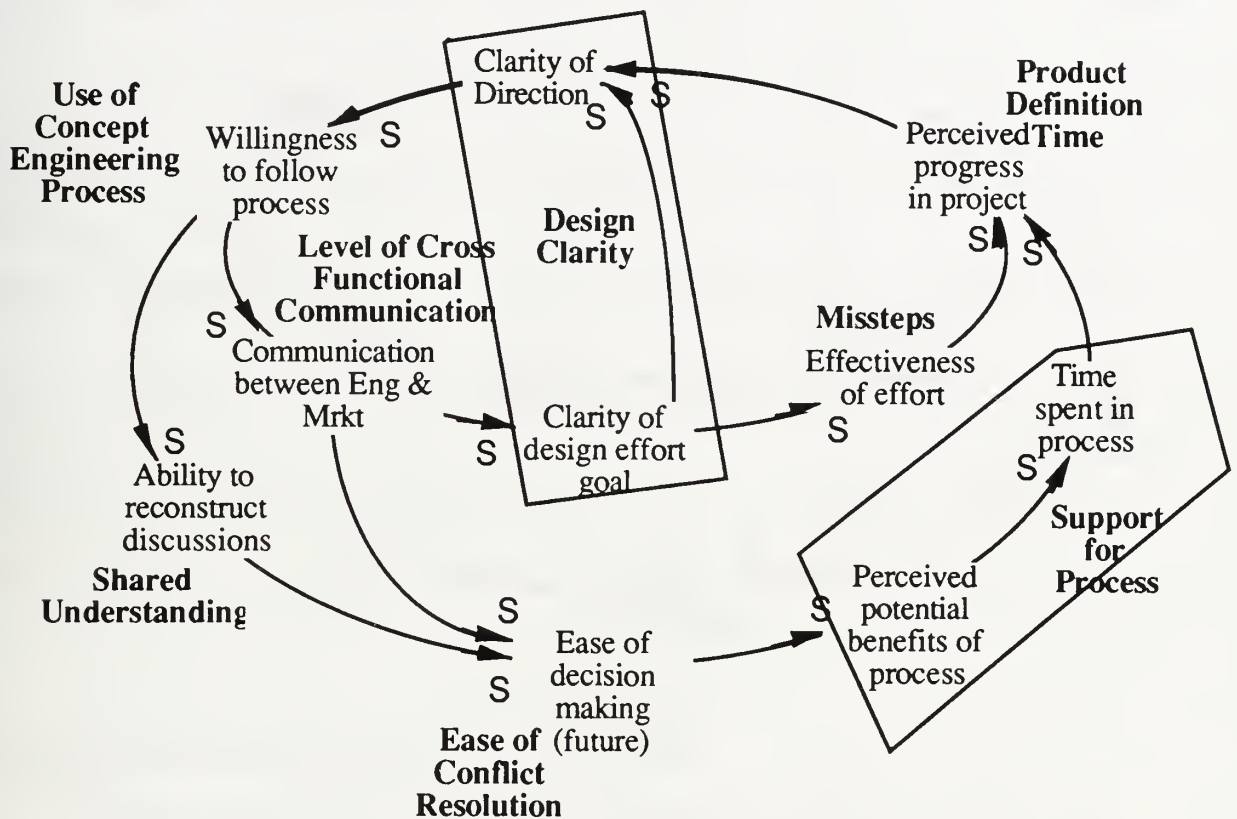 Use of
Concept
Engineering
Process
Willingness
to follow
process
S
Clarity of
Direction
S
S
Product
Definition
Time
Perceived
progress
in project
S
S
Design
Clarity
Level of Cross
Functional
Communication
S
Communication
between Eng &
Mrkt
S
Clarity of
design effort
goal
Missteps
Effectiveness
of effort
S
Time
spent in
process
S
Support
for
Process
S
Ability to
reconstruct
discussions
Shared
Understanding
S
S
Ease of
decision
making
(future)
Ease of
Conflict
Resolution
S
Perceived
potential
benefits of
process